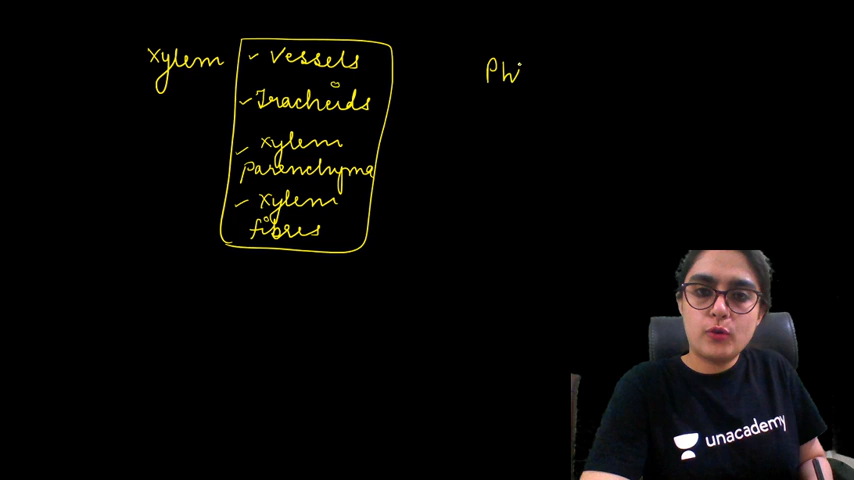 Xylem
✓ Vessels
✓ Tracheids
✓ Xylem
Parenchyma
✓ Xylem
fibres
Phl
unacademy